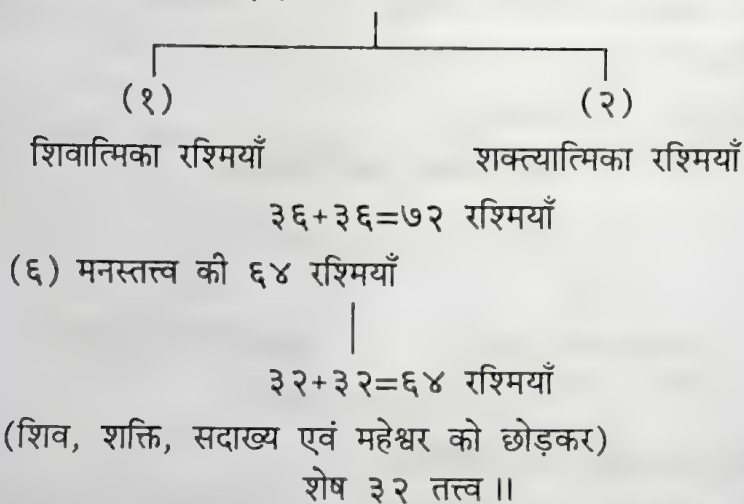 (१) (२)
शिवात्मिका रश्मियाँ शक्त्यात्मिका रश्मियाँ
३६+३६=७२ रश्मियाँ
(६) मनस्तत्त्व की ६४ रश्मियाँ
३२+३२=६४ रश्मियाँ
(शिव, शक्ति, सदाख्य एवं महेश्वर को छोड़कर)
शेष ३२ तत्त्व ॥